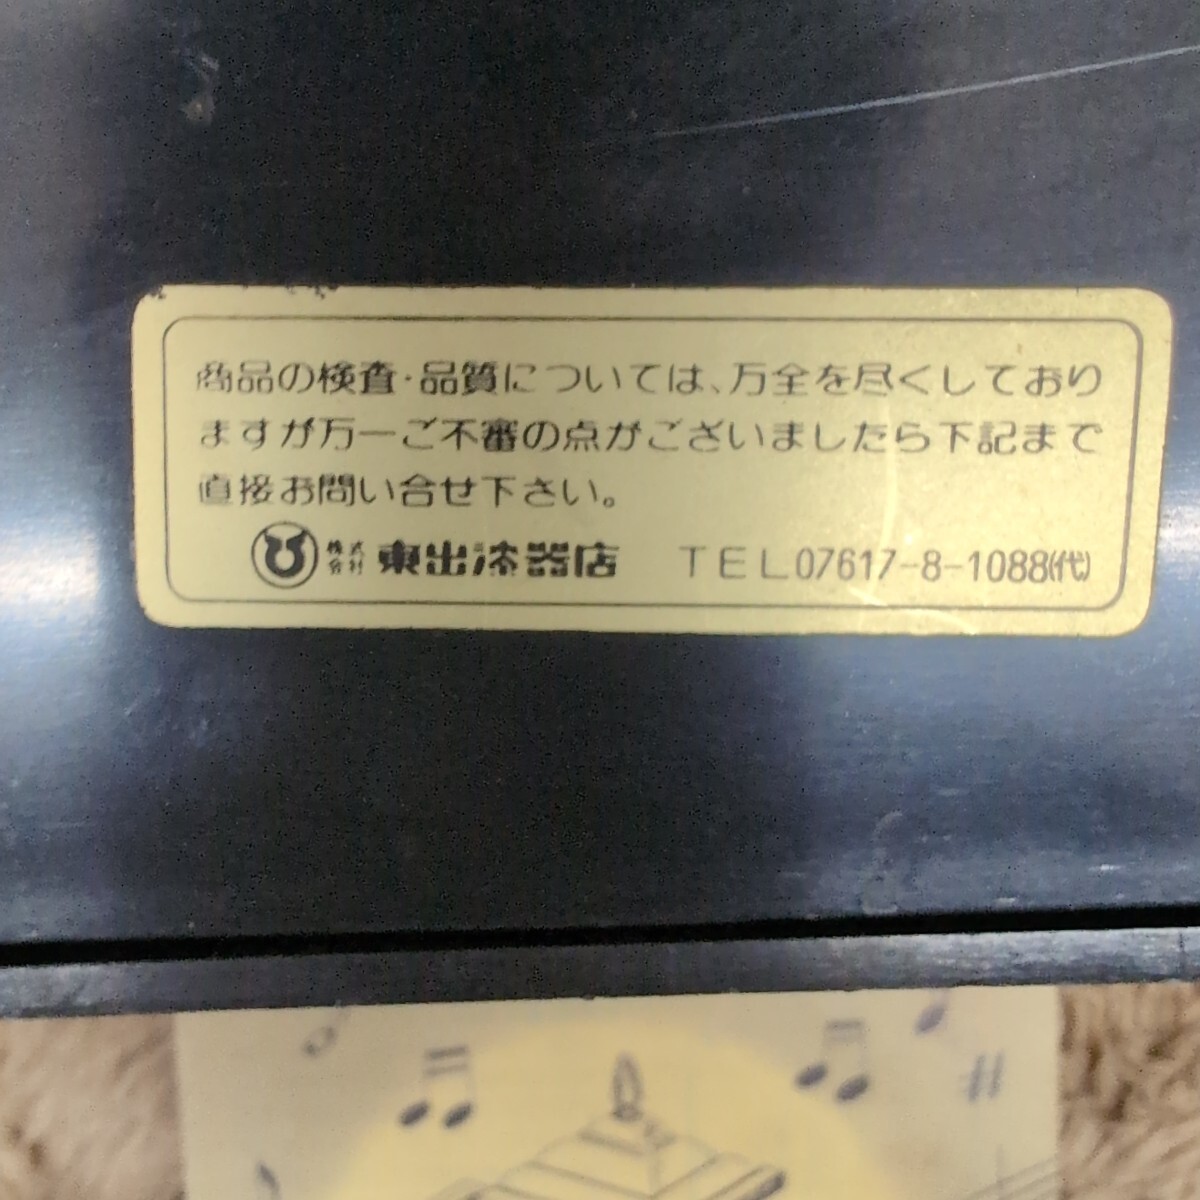 商品の検査・品質については、万全を尽くしており
ますが万一ご不審の点がございましたら下記まで
直接お問い合せ下さい。
株式会社 東出漆器店 TEL07617-8-1088(代)